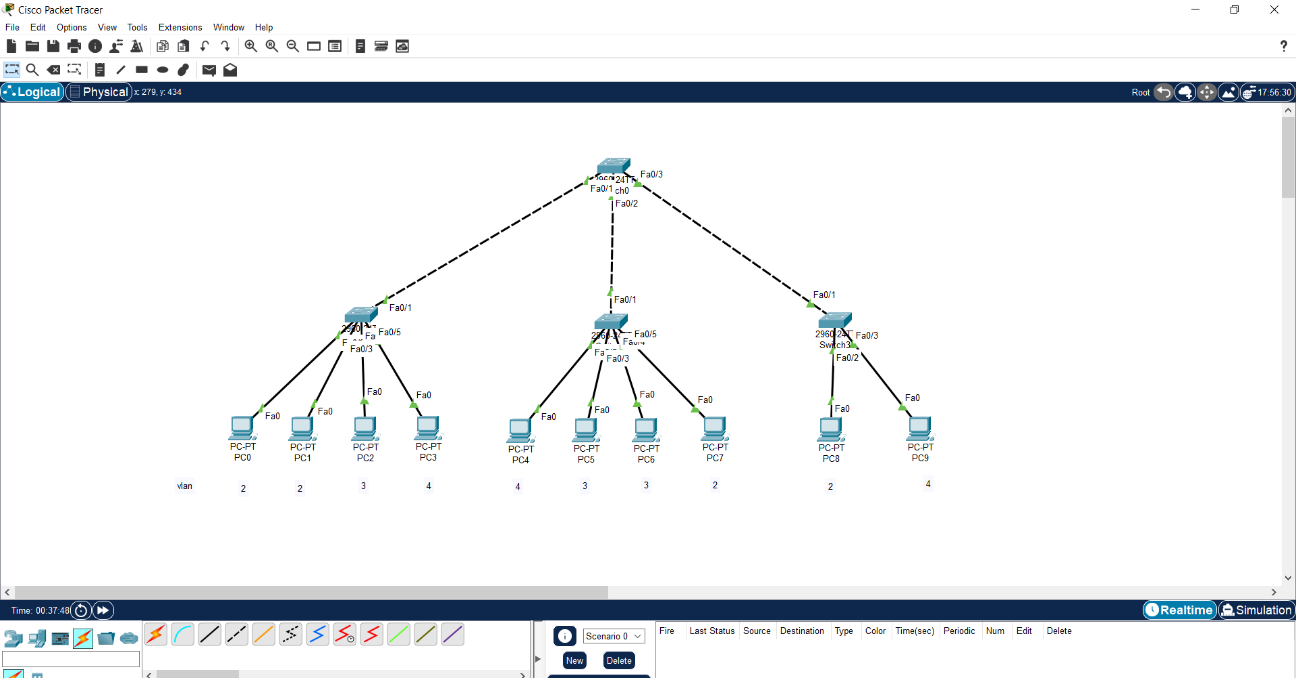 Cisco Packet Tracer
File Edit Options View Tools Extensions Window Help
?
Logical Physical x: 279, y: 434 Root 17:56:30
Fa0/3
Fa0/1
Fa0/2
Fa0/1
Fa0/5
Fa0/3
Fa0/1
Fa0/5
Fa0/3
Fa0/1
Fa0/3
2960-24TT
Switch3
Fa0/2
Fa0 Fa0 Fa0 Fa0 Fa0 Fa0 Fa0 Fa0 Fa0 Fa0
PC-PT PC-PT PC-PT PC-PT PC-PT PC-PT PC-PT PC-PT PC-PT PC-PT
PC0 PC1 PC2 PC3 PC4 PC5 PC6 PC7 PC8 PC9
vlan 2 2 3 4 4 3 3 2 2 4
Time: 00:37:48 Realtime Simulation
Scenario 0
New Delete
Fire Last Status Source Destination Type Color Time(sec) Periodic Num Edit Delete